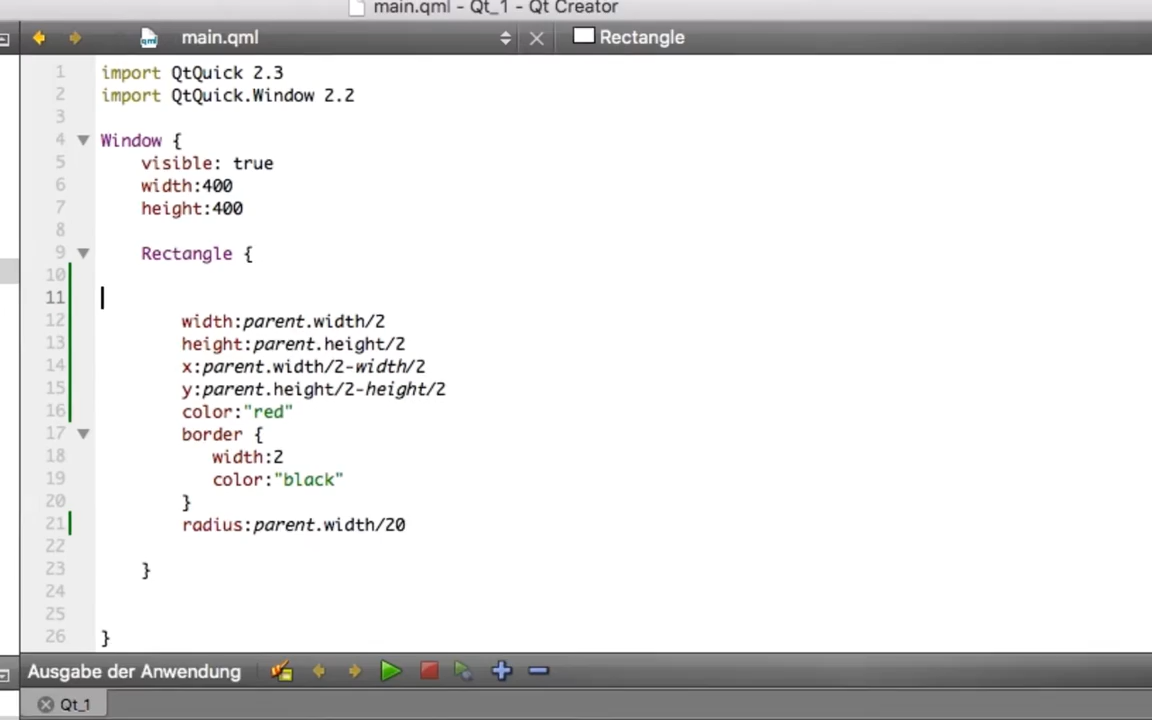 main.qml - Qt_1 - Qt Creator
main.qml Rectangle
1 import QtQuick 2.3
2 import QtQuick.Window 2.2
3
4 Window {
5 visible: true
6 width:400
7 height:400
8
9 Rectangle {
10
11
12 width:parent.width/2
13 height:parent.height/2
14 x:parent.width/2-width/2
15 y:parent.height/2-height/2
16 color:"red"
17 border {
18 width:2
19 color:"black"
20 }
21 radius:parent.width/20
22
23 }
24
25
26 }
Ausgabe der Anwendung
Qt_1